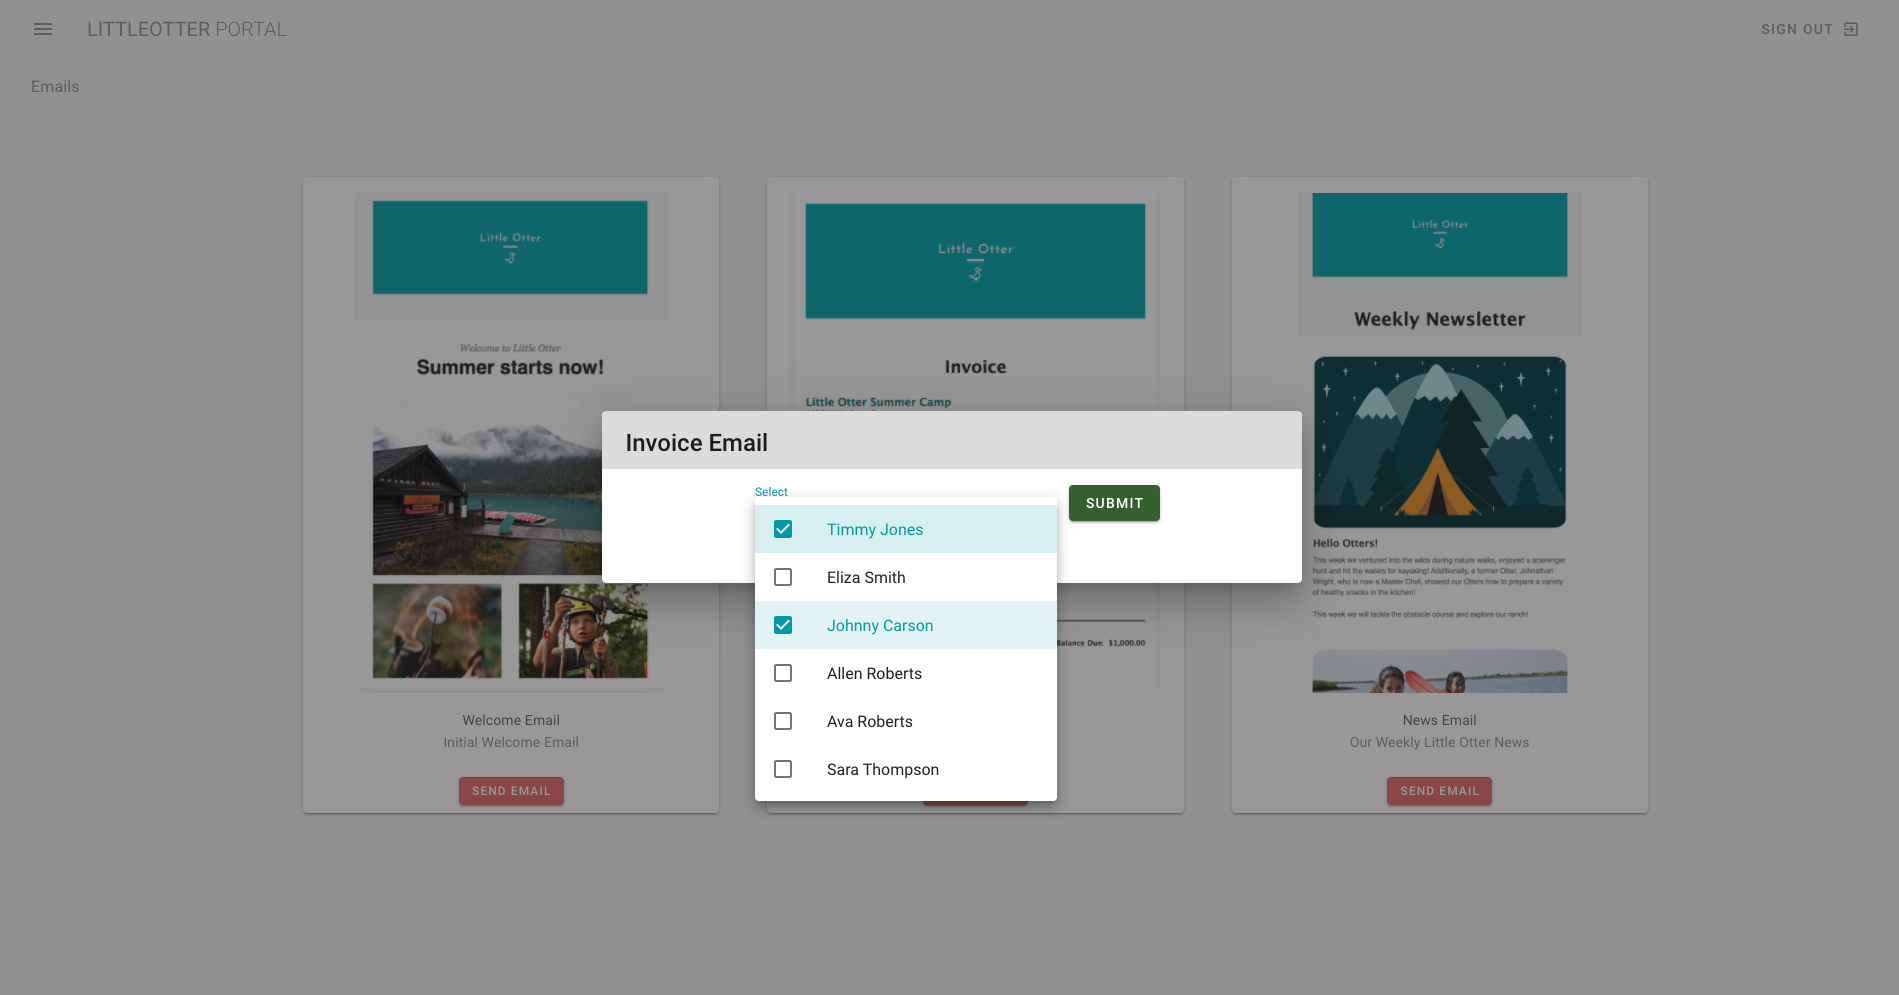 LITTLEOTTER PORTAL
SIGN OUT
Emails
Little Otter
Welcome to Little Otter
Summer starts now!
Welcome Email
Initial Welcome Email
SEND EMAIL
Little Otter
Invoice
Little Otter Summer Camp
Invoice Email
Select
SUBMIT
Timmy Jones
Eliza Smith
Johnny Carson
Allen Roberts
Ava Roberts
Sara Thompson
Balance Due: $1,000.00
Little Otter
Weekly Newsletter
Hello Otters!
This week we ventured into the wilds during nature walks, enjoyed a scavenger
hunt and hit the waters for kayaking! Additionally, a former Otter, Johnathan
Wright, who is now a Master Chef, showed our Otters how to prepare a variety
of healthy snacks in the kitchen!
This week we will tackle the obstacle course and explore our ranch!
News Email
Our Weekly Little Otter News
SEND EMAIL